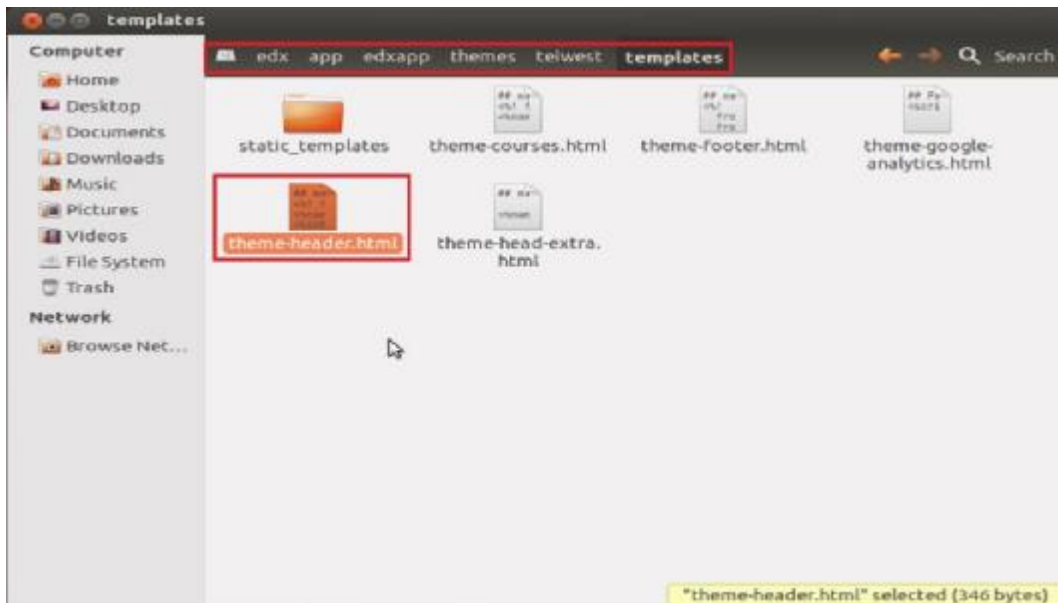 templates
Computer
Home
Desktop
Documents
Downloads
Music
Pictures
Videos
File System
Trash
Network
Browse Net...
edx app edxapp themes telwest templates
Search
static_templates
theme-courses.html
theme-footer.html
theme-google-
analytics.html
theme-header.html
theme-head-extra.
html
"theme-header.html" selected (346 bytes)